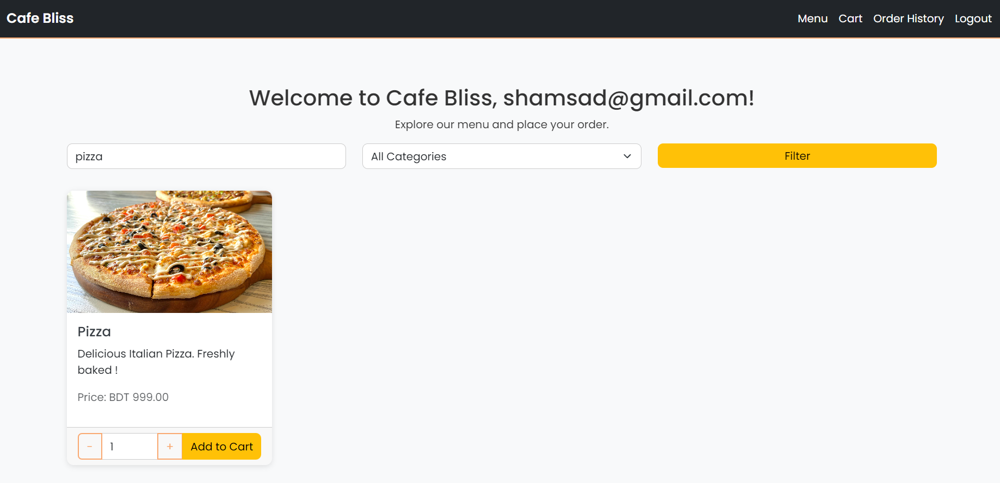 Cafe Bliss
Menu Cart Order History Logout
Welcome to Cafe Bliss, shamsad@gmail.com!
Explore our menu and place your order.
pizza
All Categories
Filter
Pizza
Delicious Italian Pizza. Freshly
baked !
Price: BDT 999.00
- 1 + Add to Cart